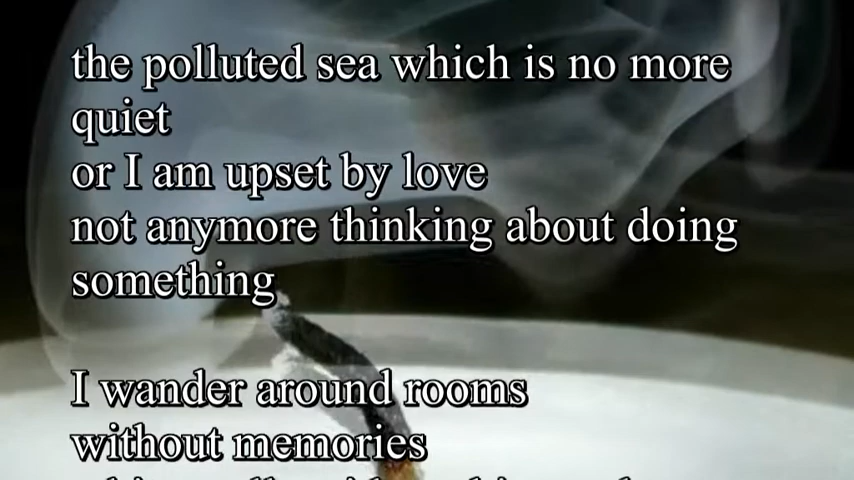 the polluted sea which is no more
quiet
or I am upset by love
not anymore thinking about doing
something
I wander around rooms
without memories